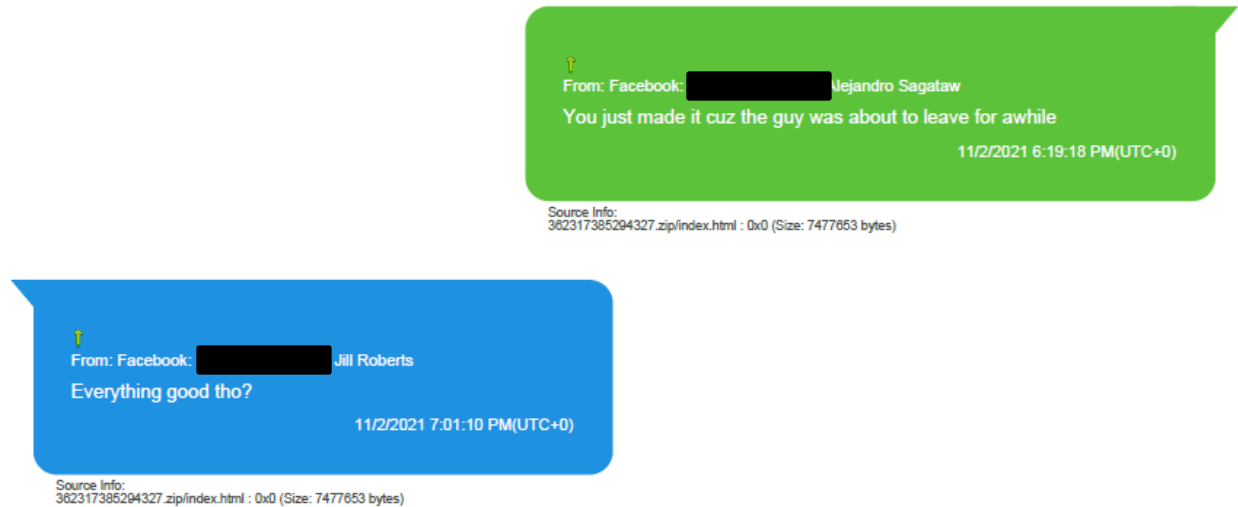 From: Facebook: Alejandro Sagataw
You just made it cuz the guy was about to leave for awhile
11/2/2021 6:19:18 PM(UTC+0)
Source Info:
362317385294327.zip/index.html : 0x0 (Size: 7477653 bytes)
From: Facebook: Jill Roberts
Everything good tho?
11/2/2021 7:01:10 PM(UTC+0)
Source Info:
362317385294327.zip/index.html : 0x0 (Size: 7477653 bytes)